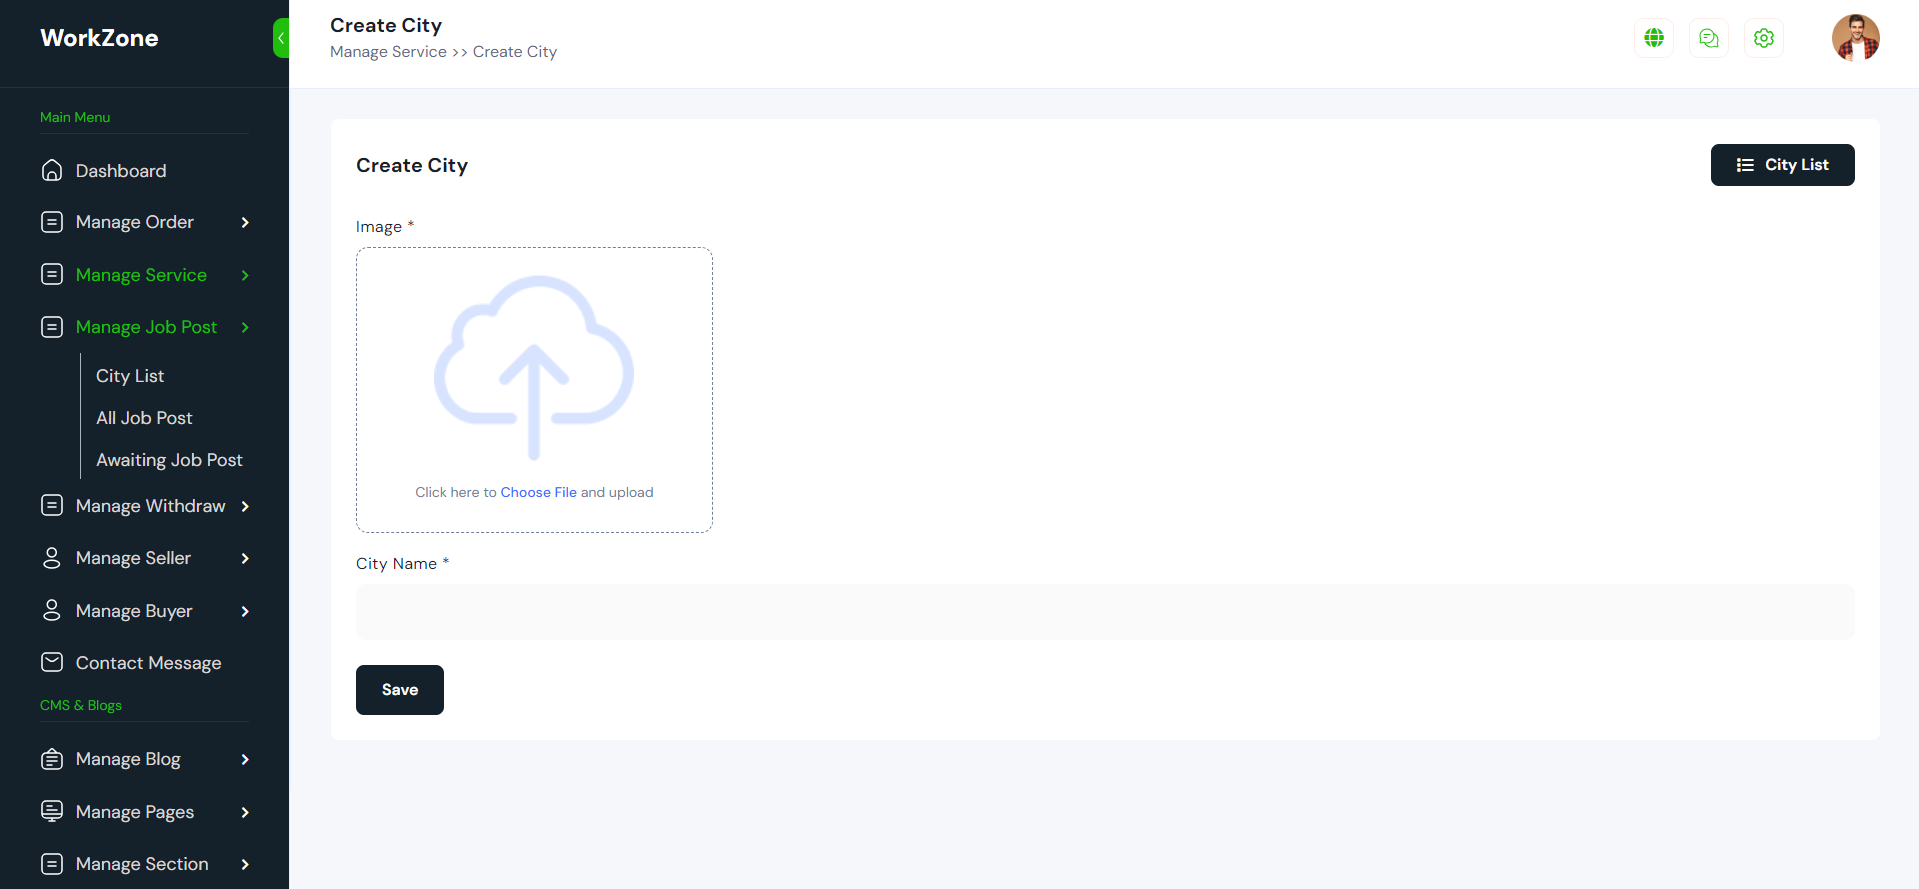 WorkZone
Main Menu
Dashboard
Manage Order
Manage Service
Manage Job Post
City List
All Job Post
Awaiting Job Post
Manage Withdraw
Manage Seller
Manage Buyer
Contact Message
CMS & Blogs
Manage Blog
Manage Pages
Manage Section
Create City
Manage Service >> Create City
Create City
City List
Image *
Click here to Choose File and upload
City Name *
Save